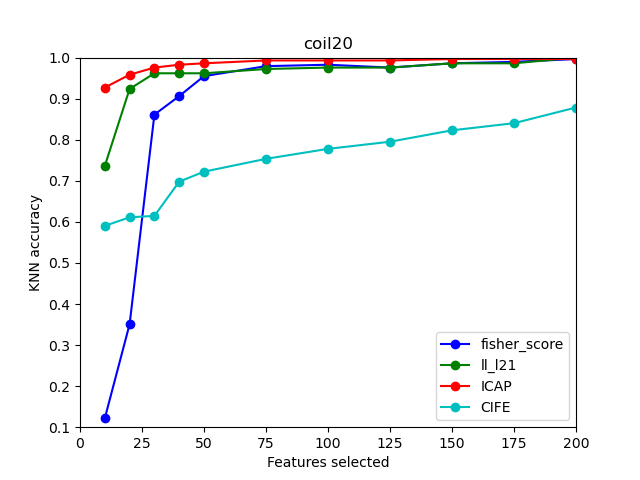 coil20
KNN accuracy
1.0
0.9
0.8
0.7
0.6
0.5
0.4
0.3
0.2
0.1
0 25 50 75 100 125 150 175 200
Features selected
fisher_score
ll_l21
ICAP
CIFE